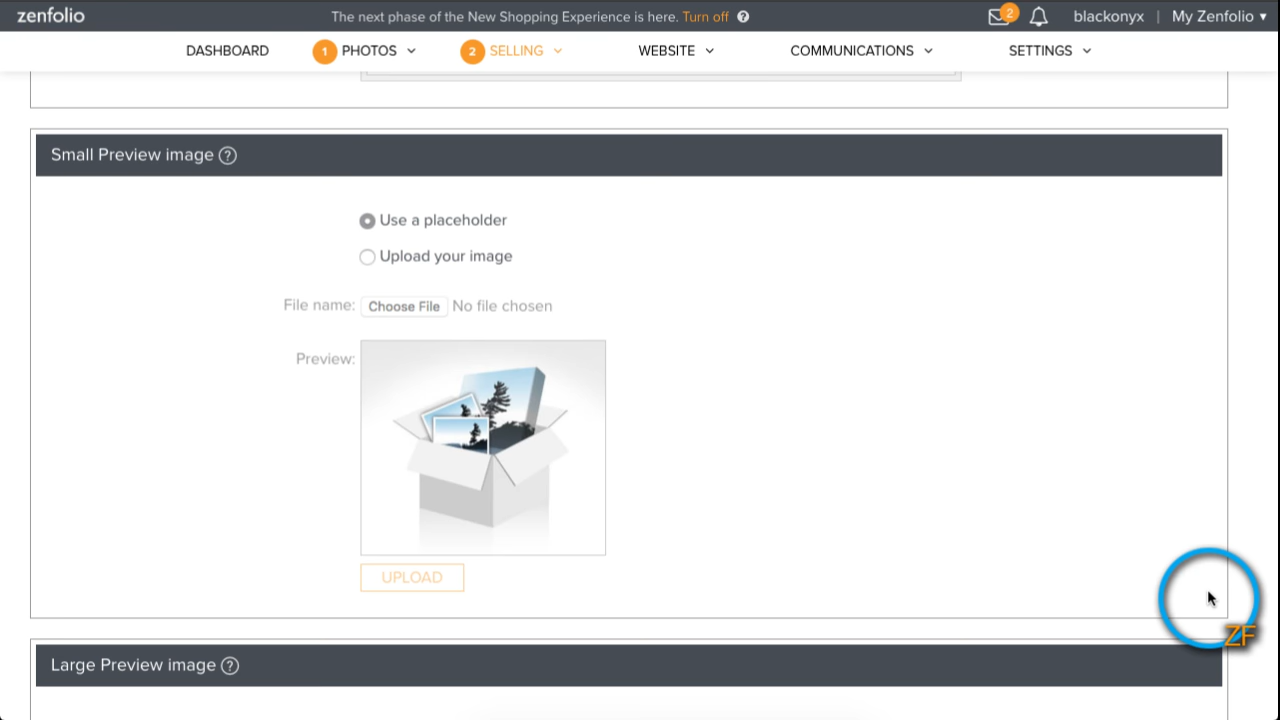 zenfolio
The next phase of the New Shopping Experience is here. Turn off ?
2
blackonyx | My Zenfolio ▾
DASHBOARD
1 PHOTOS
2 SELLING
WEBSITE
COMMUNICATIONS
SETTINGS
Small Preview image ?
Use a placeholder
Upload your image
File name: Choose File No file chosen
Preview:
UPLOAD
ZF
Large Preview image ?